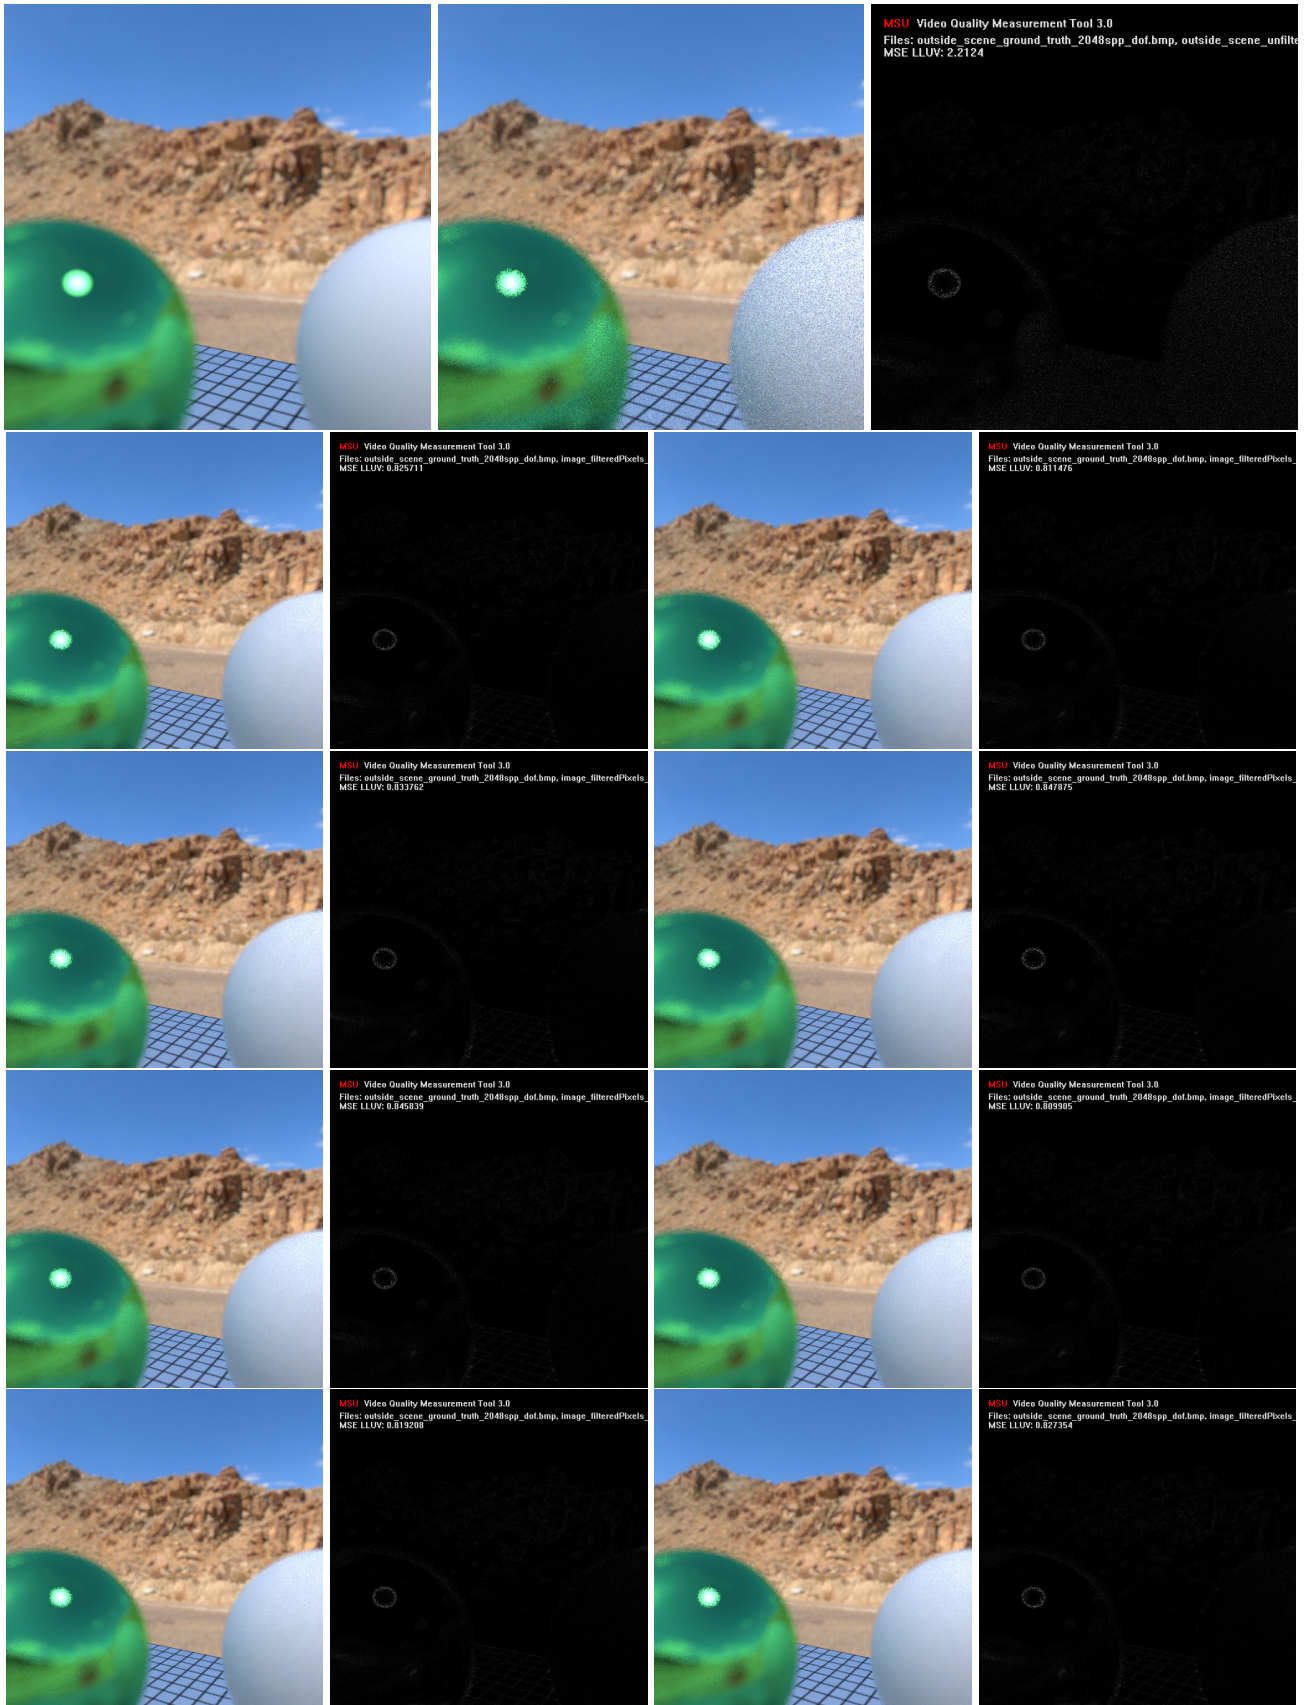 MSU Video Quality Measurement Tool 3.0
Files: outside_scene_ground_truth_2048spp_dof.bmp, outside_scene_unfilte
MSE LLUV: 2.2124
MSU Video Quality Measurement Tool 3.0
Files: outside_scene_ground_truth_2048spp_dof.bmp, image_filteredPixels_
MSE LLUV: 0.825711
MSU Video Quality Measurement Tool 3.0
Files: outside_scene_ground_truth_2048spp_dof.bmp, image_filteredPixels_
MSE LLUV: 0.811476
MSU Video Quality Measurement Tool 3.0
Files: outside_scene_ground_truth_2048spp_dof.bmp, image_filteredPixels_
MSE LLUV: 0.833762
MSU Video Quality Measurement Tool 3.0
Files: outside_scene_ground_truth_2048spp_dof.bmp, image_filteredPixels_
MSE LLUV: 0.847875
MSU Video Quality Measurement Tool 3.0
Files: outside_scene_ground_truth_2048spp_dof.bmp, image_filteredPixels_
MSE LLUV: 0.845839
MSU Video Quality Measurement Tool 3.0
Files: outside_scene_ground_truth_2048spp_dof.bmp, image_filteredPixels_
MSE LLUV: 0.809905
MSU Video Quality Measurement Tool 3.0
Files: outside_scene_ground_truth_2048spp_dof.bmp, image_filteredPixels_
MSE LLUV: 0.819208
MSU Video Quality Measurement Tool 3.0
Files: outside_scene_ground_truth_2048spp_dof.bmp, image_filteredPixels_
MSE LLUV: 0.827354